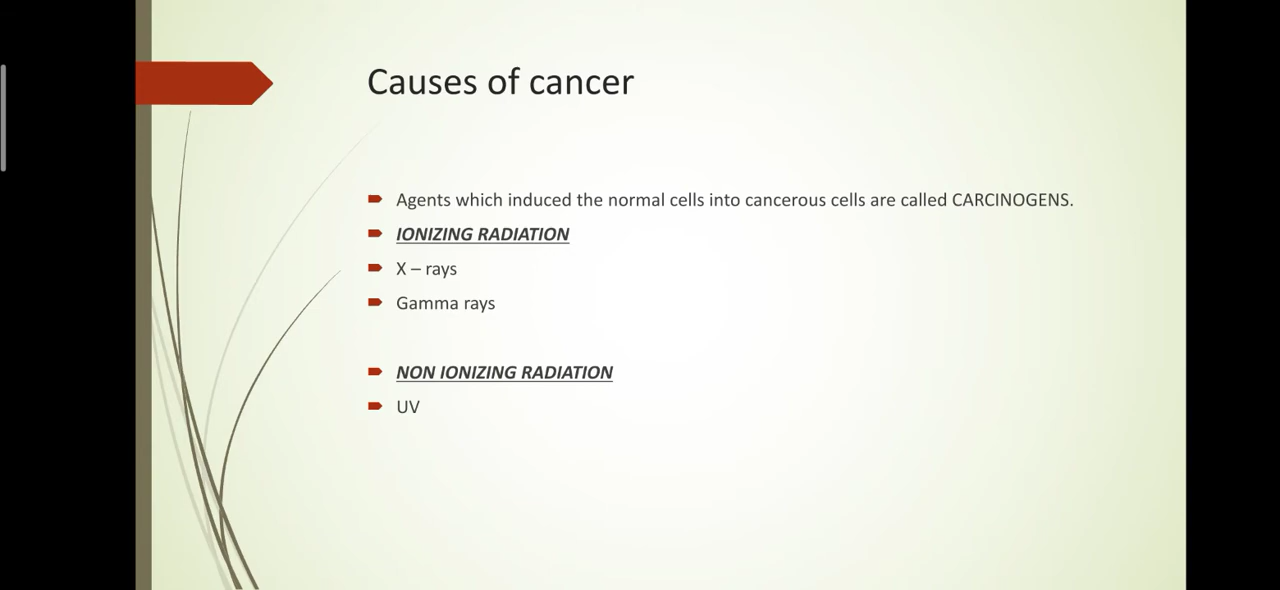 Causes of cancer
Agents which induced the normal cells into cancerous cells are called CARCINOGENS.
IONIZING RADIATION
X – rays
Gamma rays
NON IONIZING RADIATION
UV